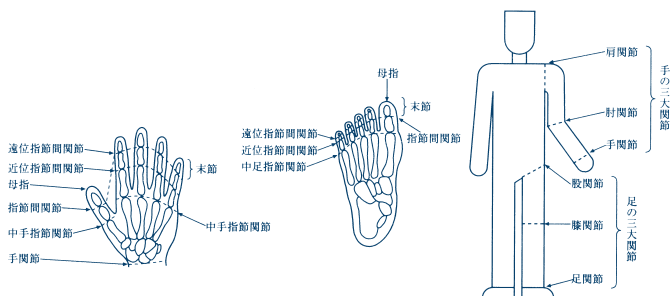 遠位指節間関節
近位指節間関節
母指
指節間関節
中手指節関節
手関節
末節
中手指節関節
母指
末節
遠位指節間関節
近位指節間関節
中足指節関節
指節間関節
肩関節
肘関節
手関節
手の三大関節
股関節
膝関節
足関節
足の三大関節